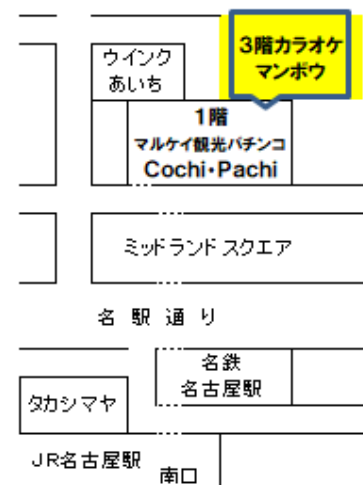 3階カラオケ
マンボウ
ウインク
あいち
1階
マルケイ観光パチンコ
Cochi・Pachi
ミッドランドスクエア
名駅通り
名鉄
名古屋駅
タカシマヤ
JR名古屋駅
南口